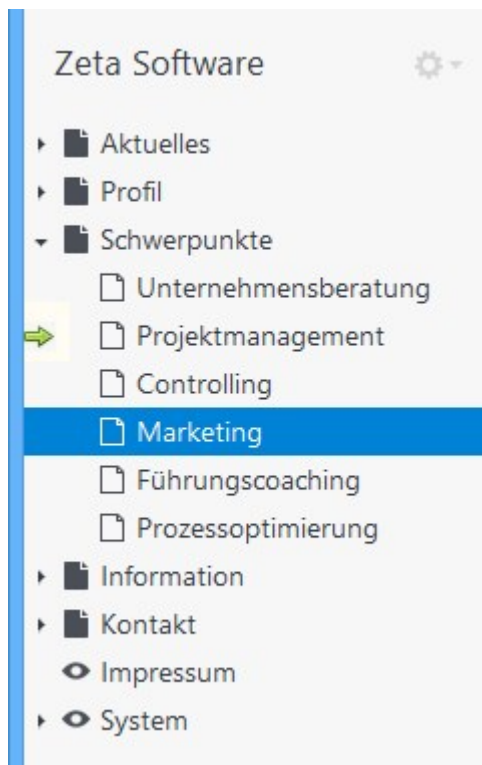 Zeta Software
Aktuelles
Profil
Schwerpunkte
Unternehmensberatung
Projektmanagement
Controlling
Marketing
Führungscoaching
Prozessoptimierung
Information
Kontakt
Impressum
System